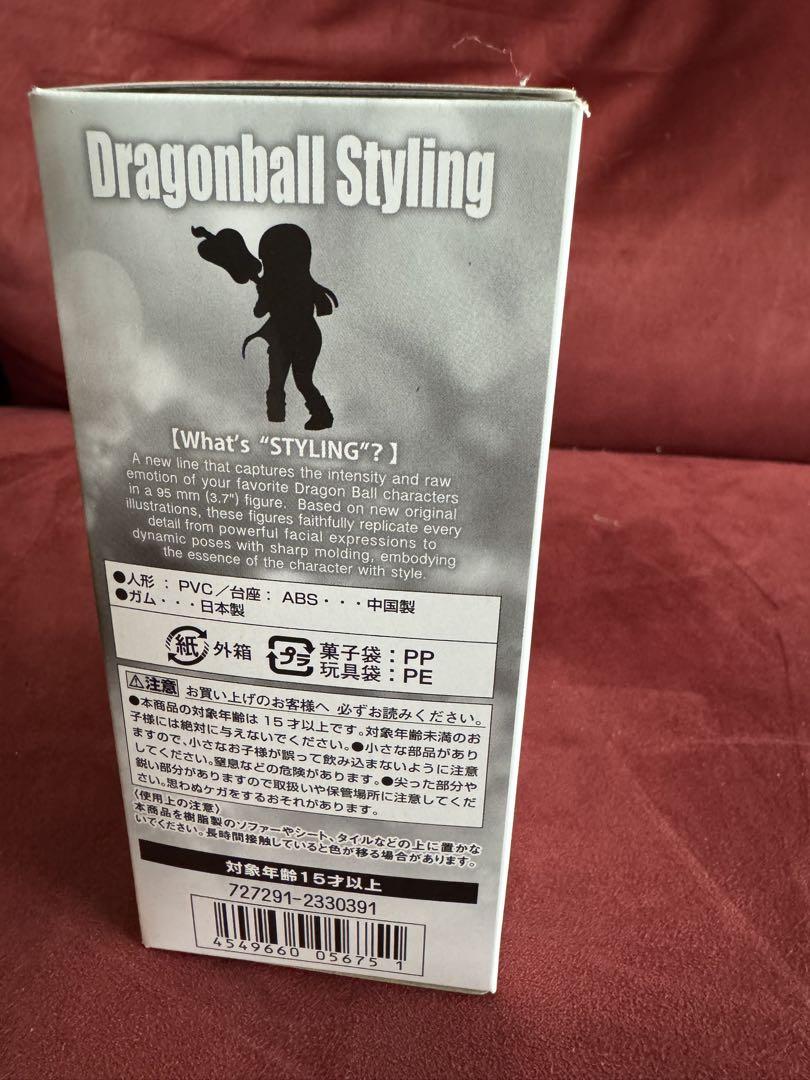 Dragonball Styling
【What's "STYLING"?】
A new line that captures the intensity and raw
emotion of your favorite Dragon Ball characters
in a 95 mm (3.7") figure. Based on new original
illustrations, these figures faithfully replicate every
detail from powerful facial expressions to
dynamic poses with sharp molding, embodying
the essence of the character with style.
●人形：PVC／台座：ABS・・・中国製
●ガム・・・日本製
紙 外箱 プラ 菓子袋：PP
玩具袋：PE
⚠注意 お買い上げのお客様へ 必ずお読みください。
●本商品の対象年齢は15才以上です。対象年齢未満のお
子様には絶対に与えないでください。●小さな部品があり
ますので、小さなお子様が誤って飲み込まないように注意
してください。窒息などの危険があります。●尖った部分や
鋭い部分がありますので取扱いや保管場所に注意してくだ
さい。思わぬケガをするおそれがあります。
〈使用上の注意〉
本商品を樹脂製のソファーやシート、タイルなどの上に置かな
いでください。長時間接触していると色が移る場合があります。
対象年齢15才以上
727291-2330391
4549660 05675 1